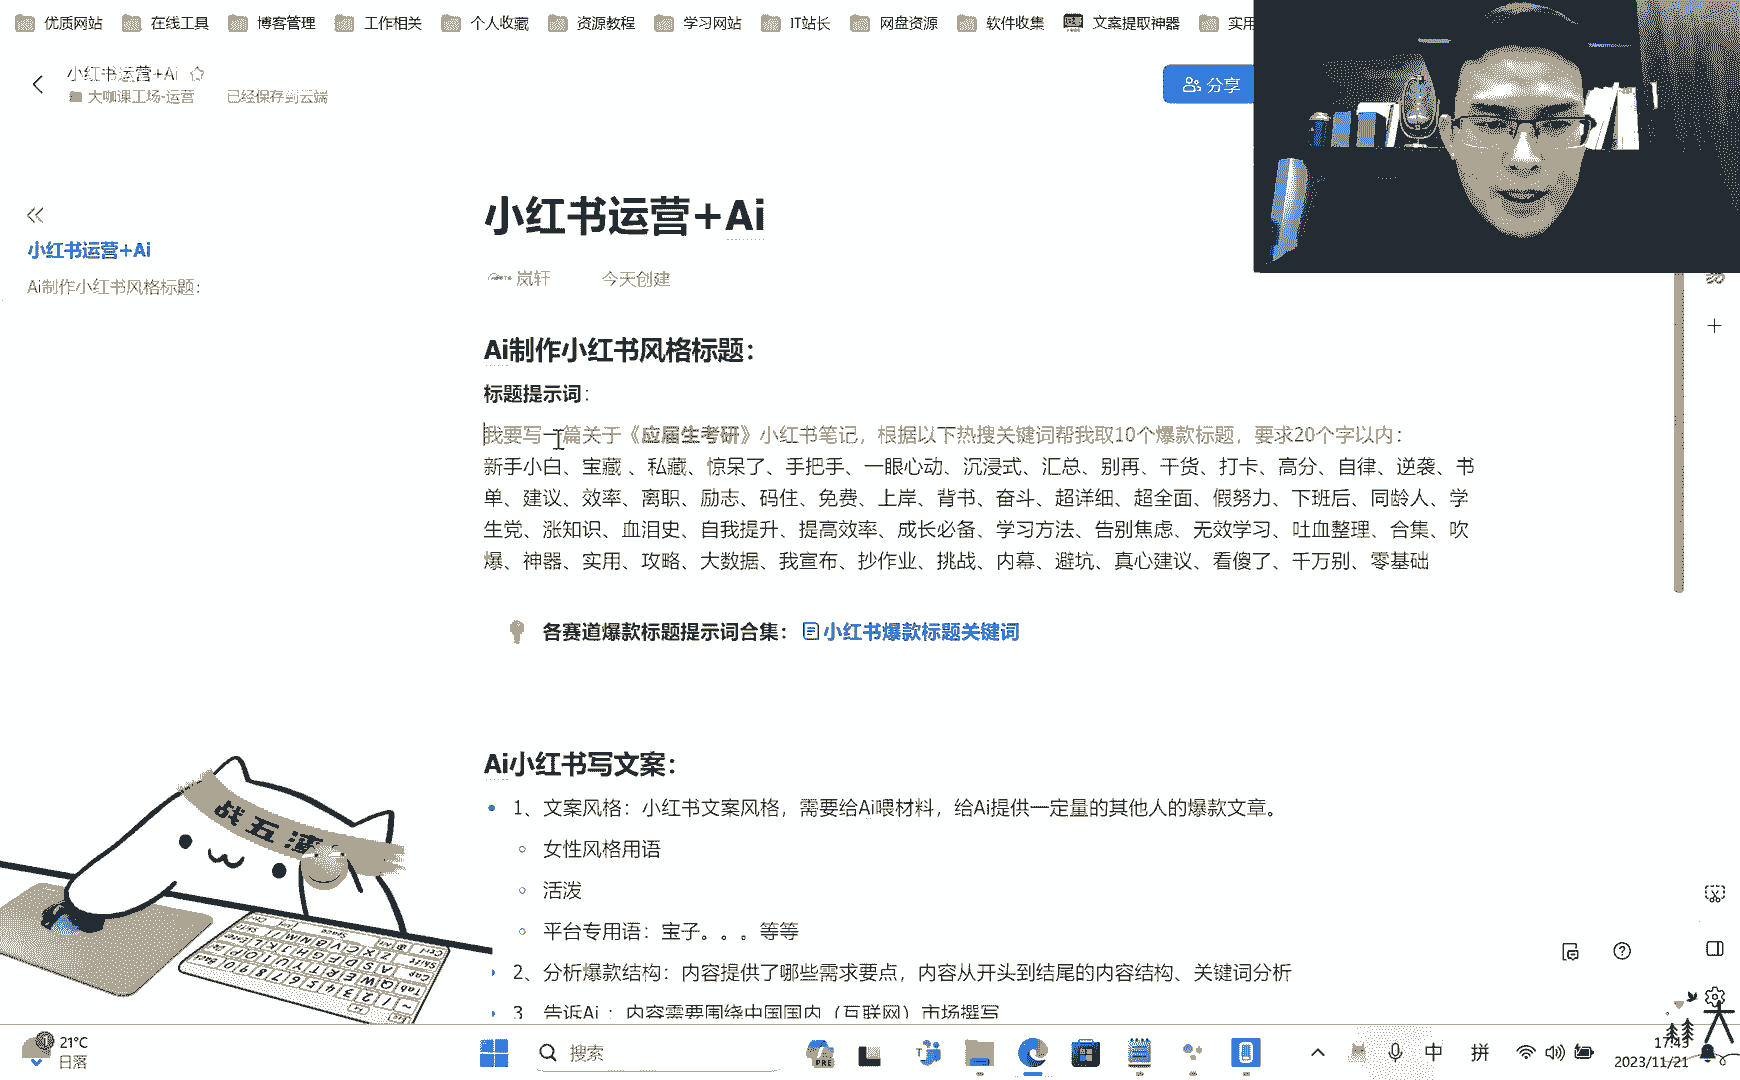 优质网站 在线工具 博客管理 工作相关 个人收藏 资源教程 学习网站 IT站长 网盘资源 软件收集 文案提取神器 实用
小红书运营+Ai
大咖课工场-运营 已经保存到云端
分享
小红书运营+Ai
Ai制作小红书风格标题：
小红书运营+Ai
岚轩 今天创建
Ai制作小红书风格标题：
标题提示词：
我要写一篇关于《应届生考研》小红书笔记，根据以下热搜关键词帮我取10个爆款标题，要求20个字以内：
新手小白、宝藏 、私藏、惊呆了、手把手、一眼心动、沉浸式、汇总、别再、干货、打卡、高分、自律、逆袭、书
单、建议、效率、离职、励志、码住、免费、上岸、背书、奋斗、超详细、超全面、假努力、下班后、同龄人、学
生党、涨知识、血泪史、自我提升、提高效率、成长必备、学习方法、告别焦虑、无效学习、吐血整理、合集、吹
爆、神器、实用、攻略、大数据、我宣布、抄作业、挑战、内幕、避坑、真心建议、看傻了、千万别、零基础
各赛道爆款标题提示词合集： 小红书爆款标题关键词
Ai小红书写文案：
1、文案风格：小红书文案风格，需要给Ai喂材料，给Ai提供一定量的其他人的爆款文章。
女性风格用语
活泼
平台专用语：宝子。。。等等
2、分析爆款结构：内容提供了哪些需求要点，内容从开头到结尾的内容结构、关键词分析
3 告诉Ai ：内容需要围绕中国国内（互联网）市场撰写
战五渣
21°C
日落
搜索
PRE
中 拼
17:43
2023/11/21